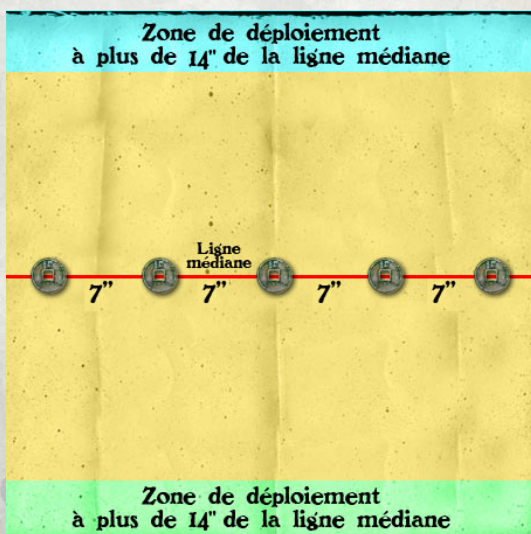 Zone de déploiement
à plus de 14" de la ligne médiane
Ligne
médiane
7" 7" 7" 7"
Zone de déploiement
à plus de 14" de la ligne médiane